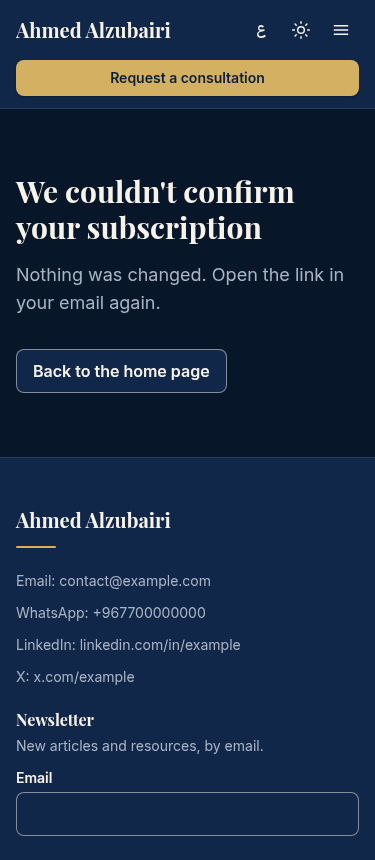 Ahmed Alzubairi
ع
Request a consultation
We couldn't confirm
your subscription
Nothing was changed. Open the link in
your email again.
Back to the home page
Ahmed Alzubairi
Email: contact@example.com
WhatsApp: +967700000000
LinkedIn: linkedin.com/in/example
X: x.com/example
Newsletter
New articles and resources, by email.
Email